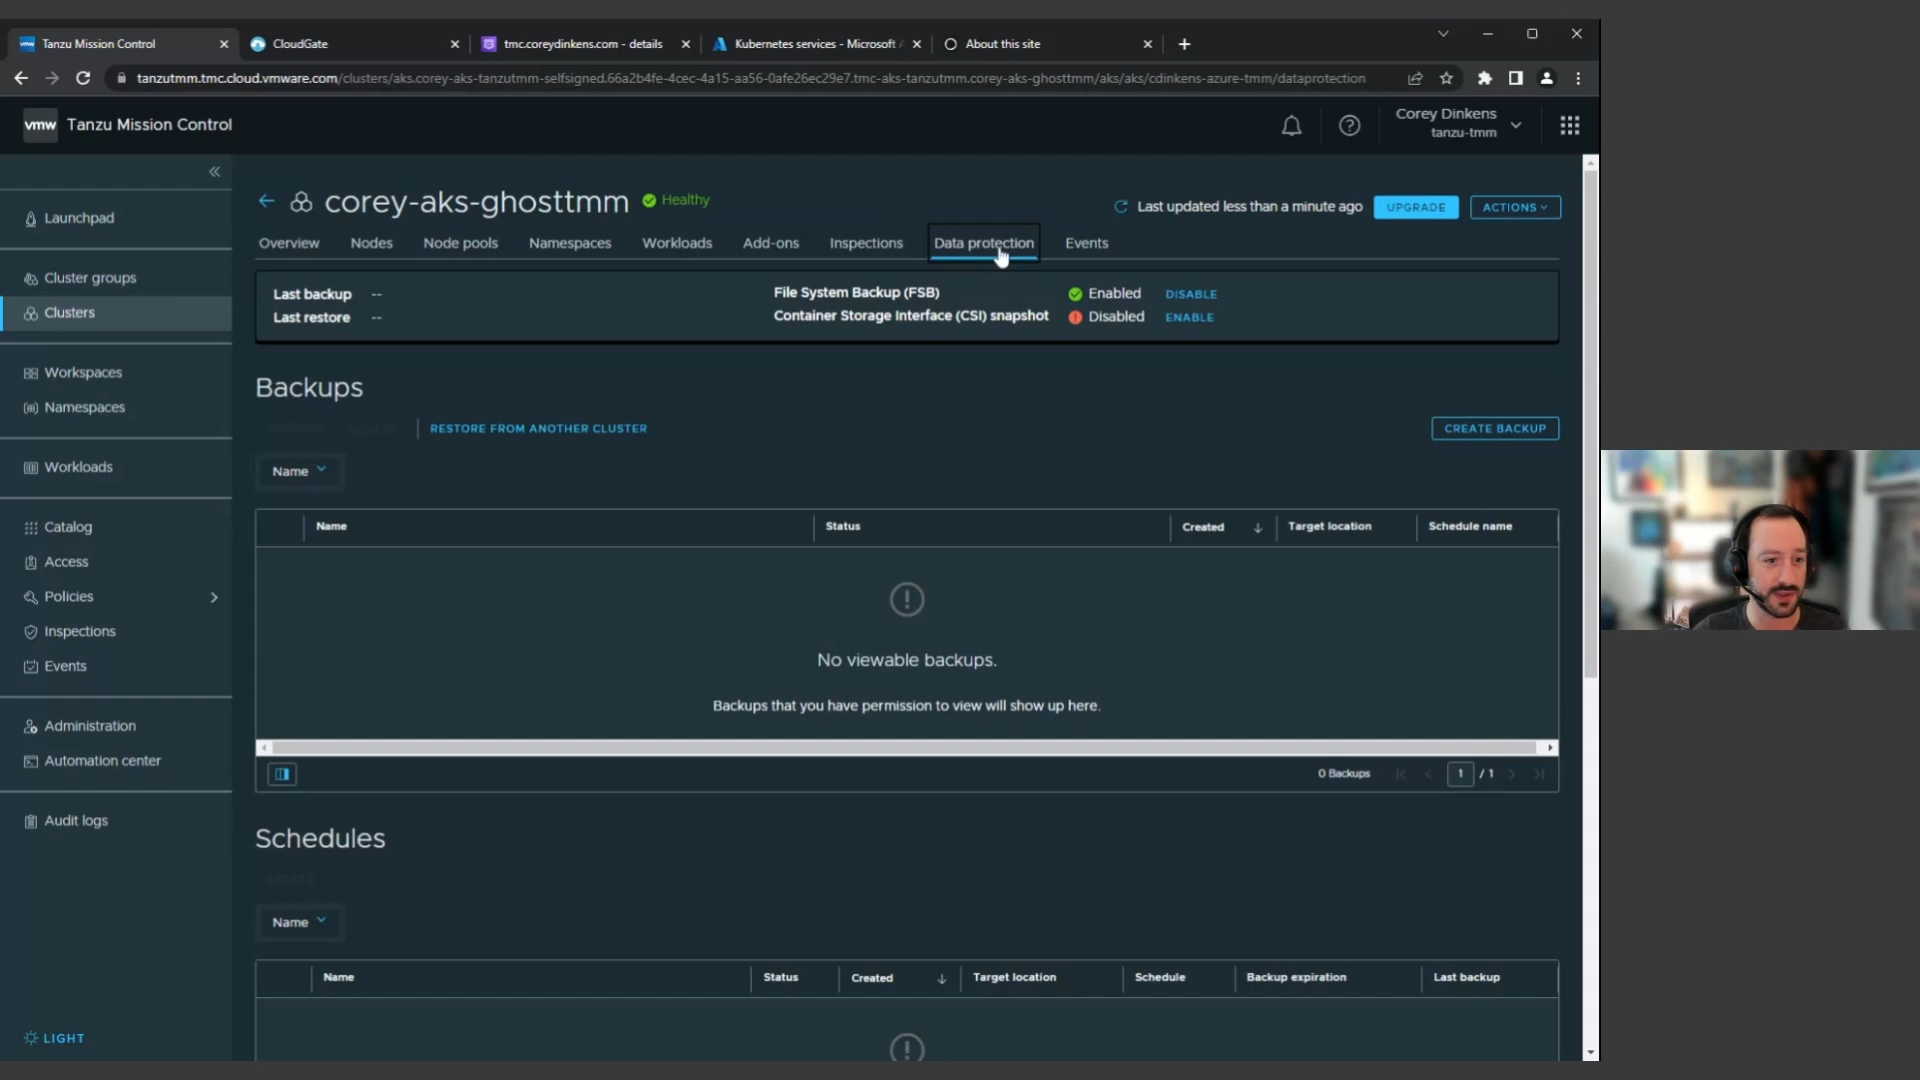 Tanzu Mission Control
CloudGate
tmc.coreydinkens.com - details
Kubernetes services - Microsoft
About this site
tanzutmm.tmc.cloud.vmware.com/clusters/aks.corey-aks-tanzutmm-selfsigned.66a2b4fe-4cec-4a15-aa56-0afe26ec29e7.tmc-aks-tanzutmm.corey-aks-ghosttmm/aks/aks/cdinkens-azure-tmm/dataprotection
vmw Tanzu Mission Control
Corey Dinkens
tanzu-tmm
Launchpad
Cluster groups
Clusters
Workspaces
Namespaces
Workloads
Catalog
Access
Policies
Inspections
Events
Administration
Automation center
Audit logs
LIGHT
corey-aks-ghosttmm Healthy
Last updated less than a minute ago UPGRADE ACTIONS
Overview Nodes Node pools Namespaces Workloads Add-ons Inspections Data protection Events
Last backup -- File System Backup (FSB) Enabled DISABLE
Last restore -- Container Storage Interface (CSI) snapshot Disabled ENABLE
Backups
RESTORE FROM ANOTHER CLUSTER CREATE BACKUP
Name
Name Status Created Target location Schedule name
No viewable backups.
Backups that you have permission to view will show up here.
0 Backups 1 / 1
Schedules
Name
Name Status Created Target location Schedule Backup expiration Last backup